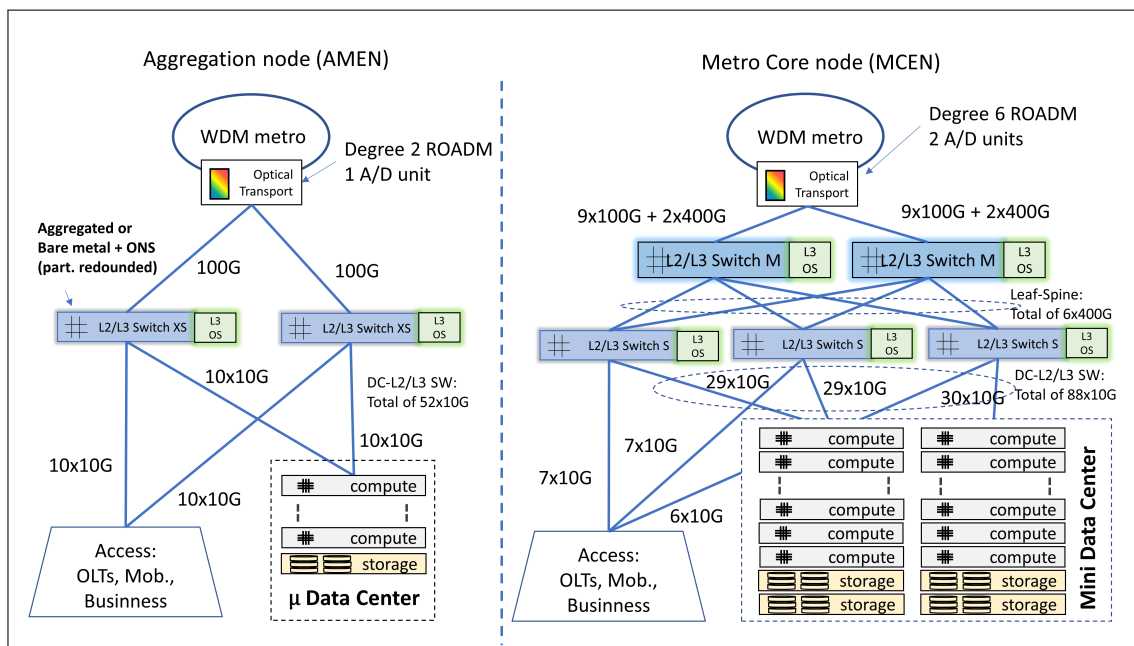 Aggregation node (AMEN)
WDM metro
Optical
Transport
Degree 2 ROADM
1 A/D unit
Aggregated or
Bare metal + ONS
(part. redounded)
100G
100G
L2/L3 Switch XS
L3
OS
L2/L3 Switch XS
L3
OS
10x10G
DC-L2/L3 SW:
Total of 52x10G
10x10G
10x10G
10x10G
compute
compute
storage
μ Data Center
Access:
OLTs, Mob.,
Businness
Metro Core node (MCEN)
WDM metro
Optical
Transport
Degree 6 ROADM
2 A/D units
9x100G + 2x400G
9x100G + 2x400G
L2/L3 Switch M
L3
OS
L2/L3 Switch M
L3
OS
Leaf-Spine:
Total of 6x400G
L2/L3 Switch S
L3
OS
L2/L3 Switch S
L3
OS
L2/L3 Switch S
L3
OS
29x10G
29x10G
30x10G
DC-L2/L3 SW:
Total of 88x10G
7x10G
7x10G
6x10G
compute
compute
compute
compute
compute
compute
compute
compute
compute
compute
storage
storage
storage
storage
Mini Data Center
Access:
OLTs, Mob.,
Businness